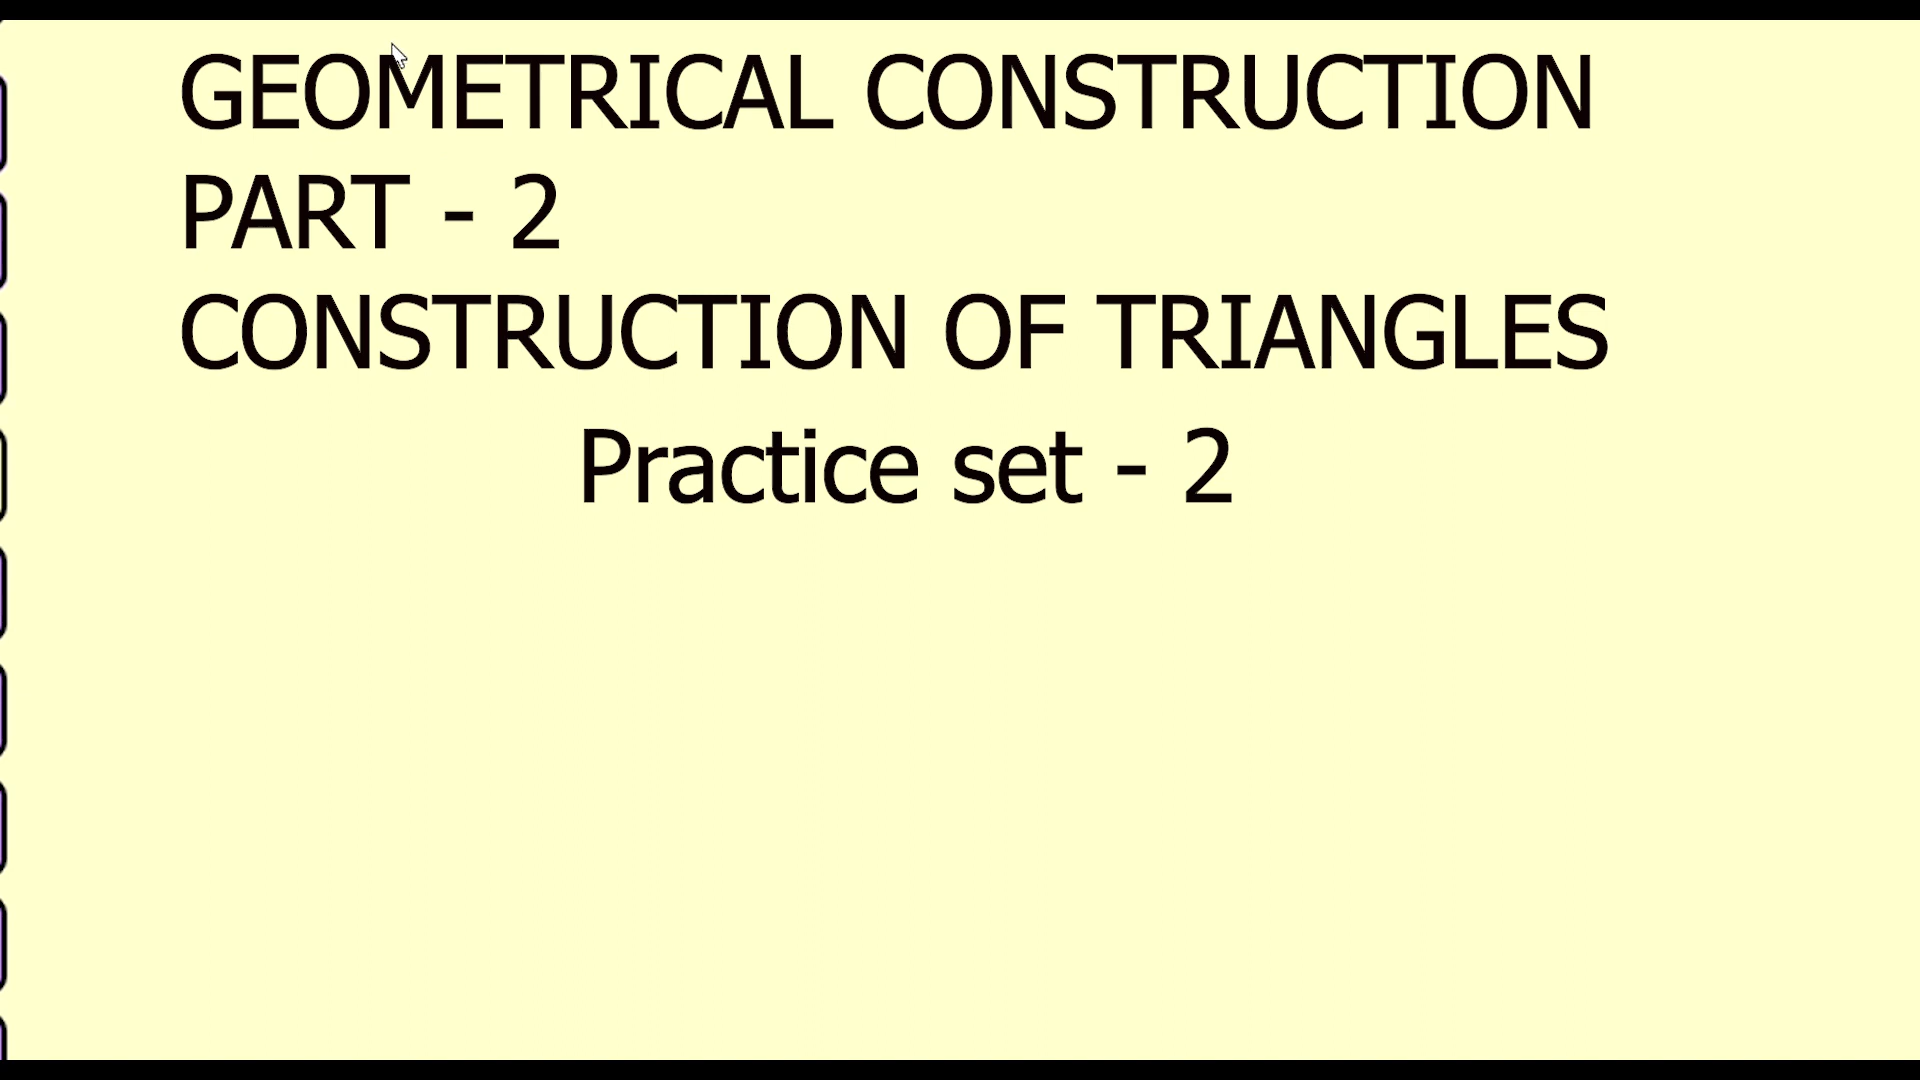 GEOMETRICAL CONSTRUCTION
PART - 2
CONSTRUCTION OF TRIANGLES
Practice set - 2